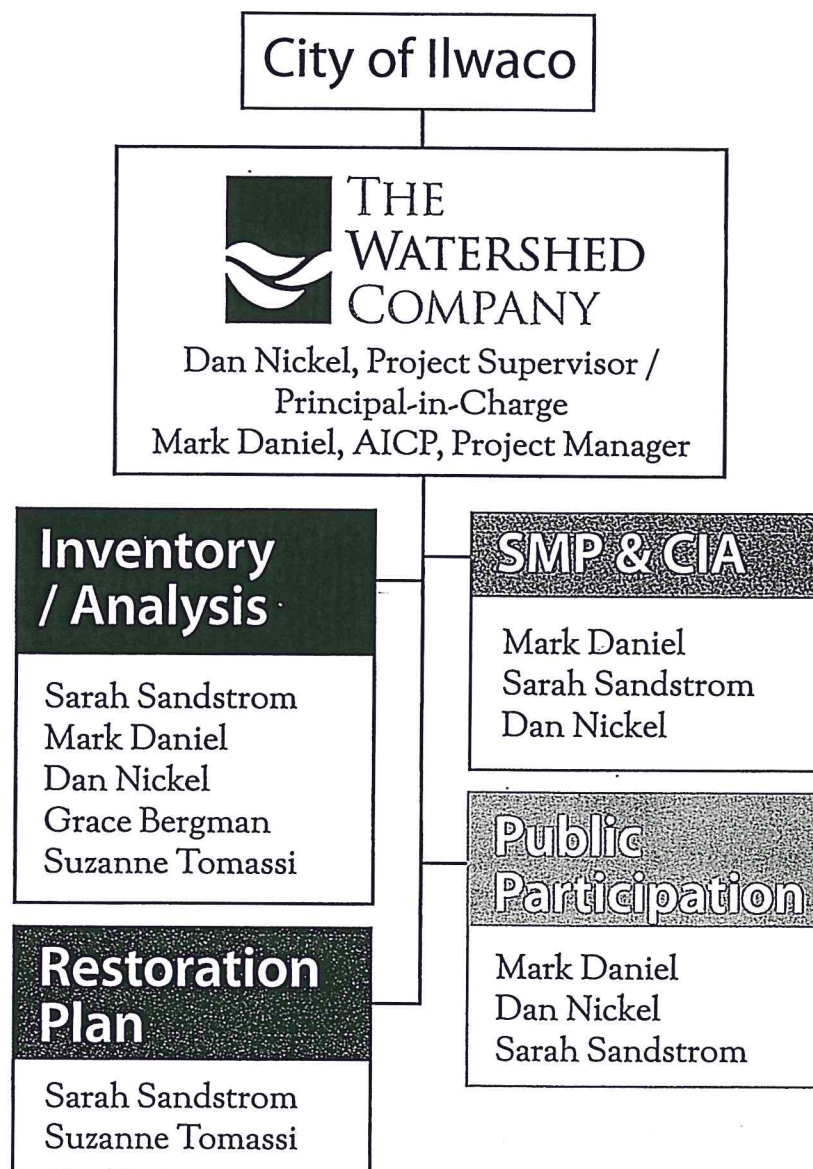 City of Ilwaco
THE
WATERSHED
COMPANY
Dan Nickel, Project Supervisor /
Principal-in-Charge
Mark Daniel, AICP, Project Manager
Inventory
/ Analysis
Sarah Sandstrom
Mark Daniel
Dan Nickel
Grace Bergman
Suzanne Tomassi
SMP & CIA
Mark Daniel
Sarah Sandstrom
Dan Nickel
Public
Participation
Mark Daniel
Dan Nickel
Sarah Sandstrom
Restoration
Plan
Sarah Sandstrom
Suzanne Tomassi